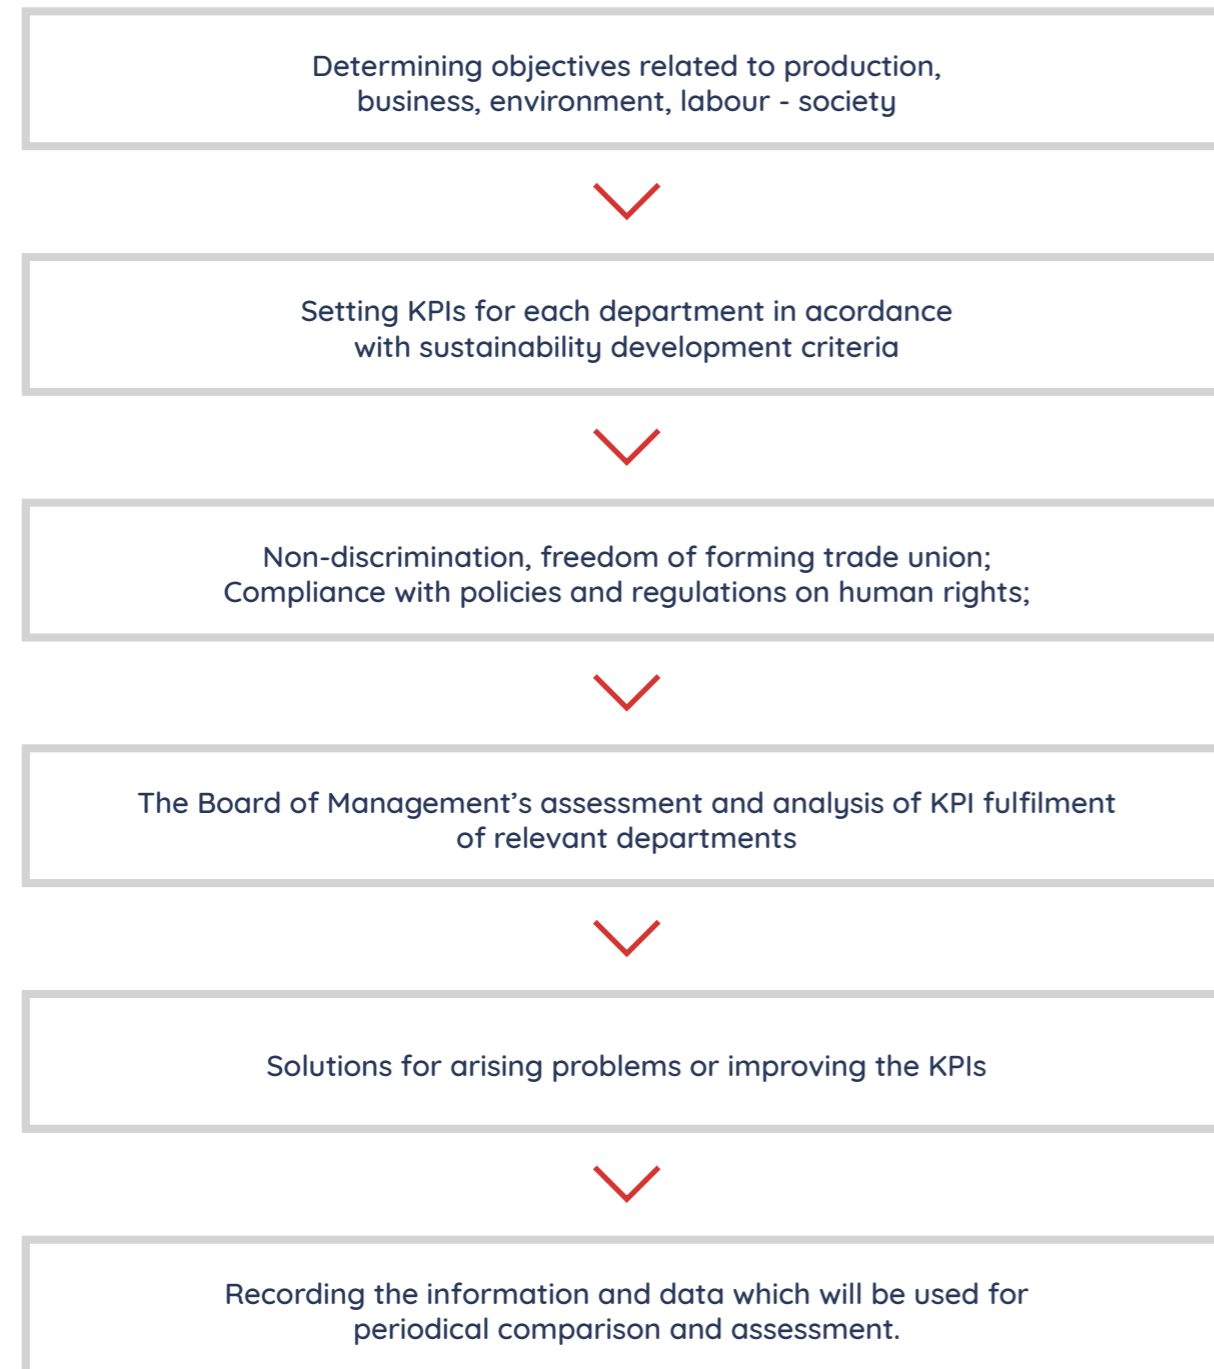 Determining objectives related to production,
business, environment, labour - society
Setting KPIs for each department in acordance
with sustainability development criteria
Non-discrimination, freedom of forming trade union;
Compliance with policies and regulations on human rights;
The Board of Management’s assessment and analysis of KPI fulfilment
of relevant departments
Solutions for arising problems or improving the KPIs
Recording the information and data which will be used for
periodical comparison and assessment.